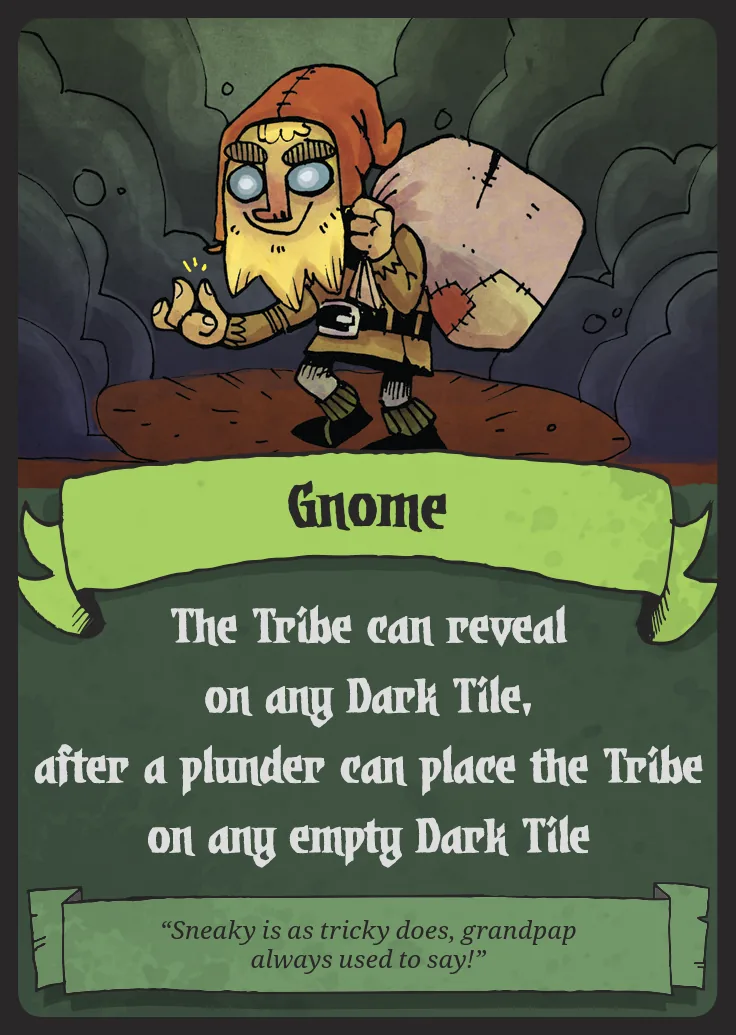 Gnome
The Tribe can reveal
on any Dark Tile,
after a plunder can place the Tribe
on any empty Dark Tile
“Sneaky is as tricky does, grandpap
always used to say!”